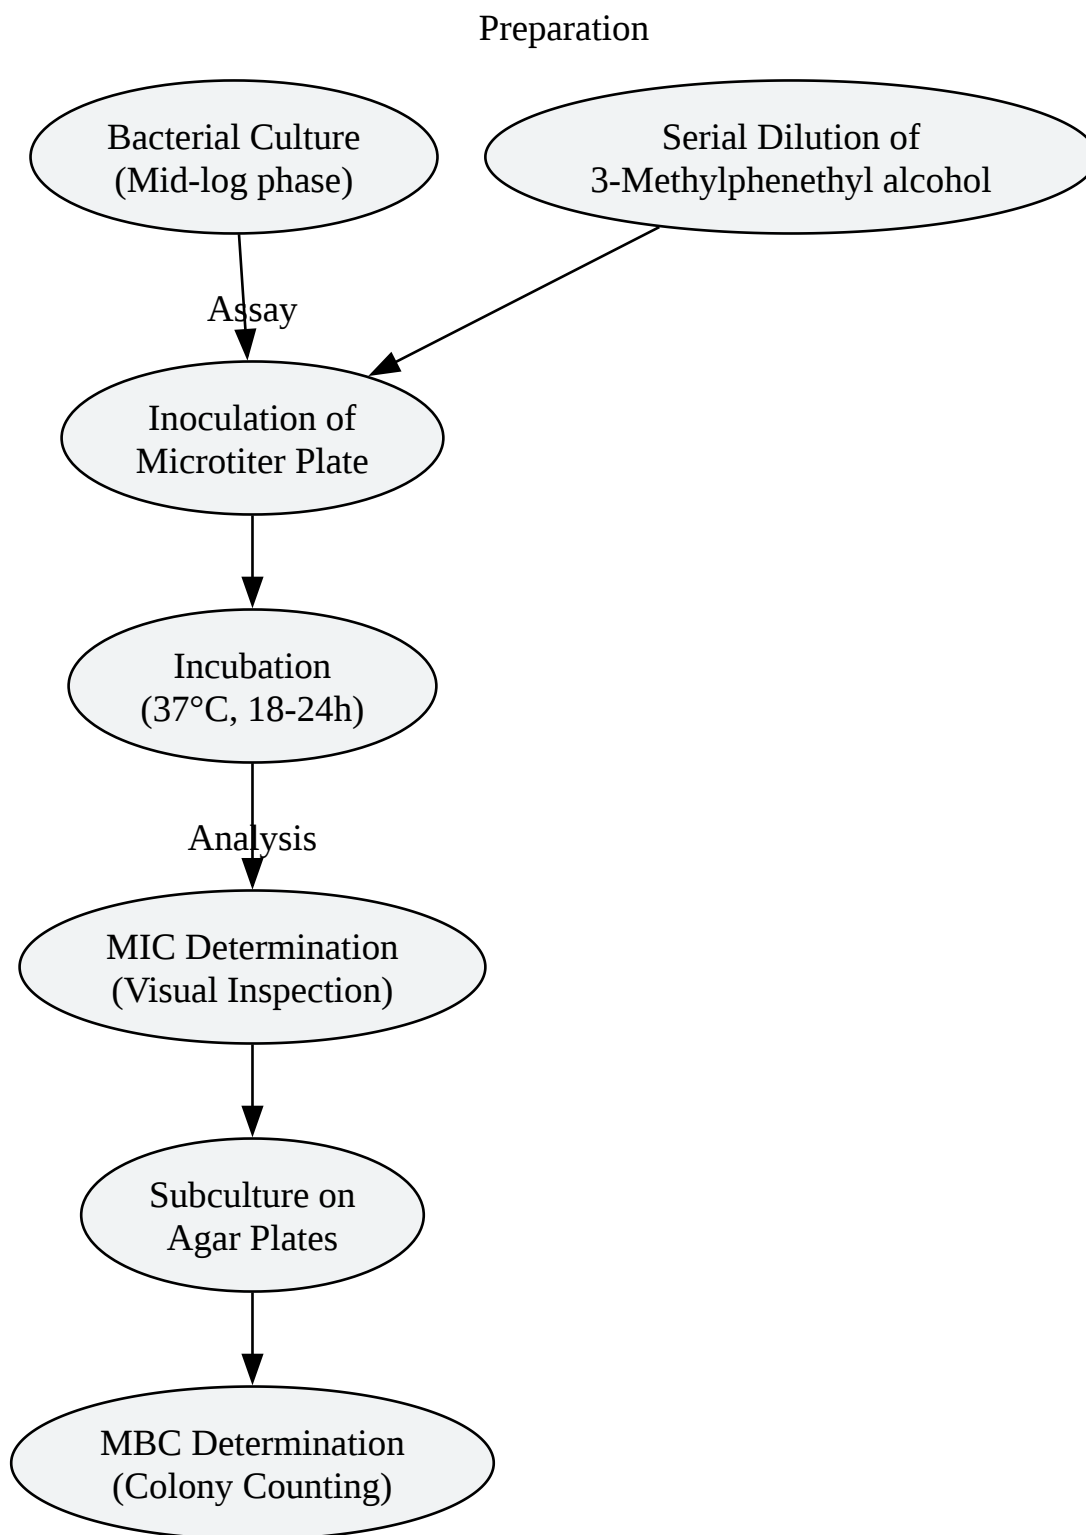 Preparation
Bacterial Culture
(Mid-log phase)
Serial Dilution of
3-Methylphenethyl alcohol
Assay
Inoculation of
Microtiter Plate
Incubation
(37°C, 18-24h)
Analysis
MIC Determination
(Visual Inspection)
Subculture on
Agar Plates
MBC Determination
(Colony Counting)